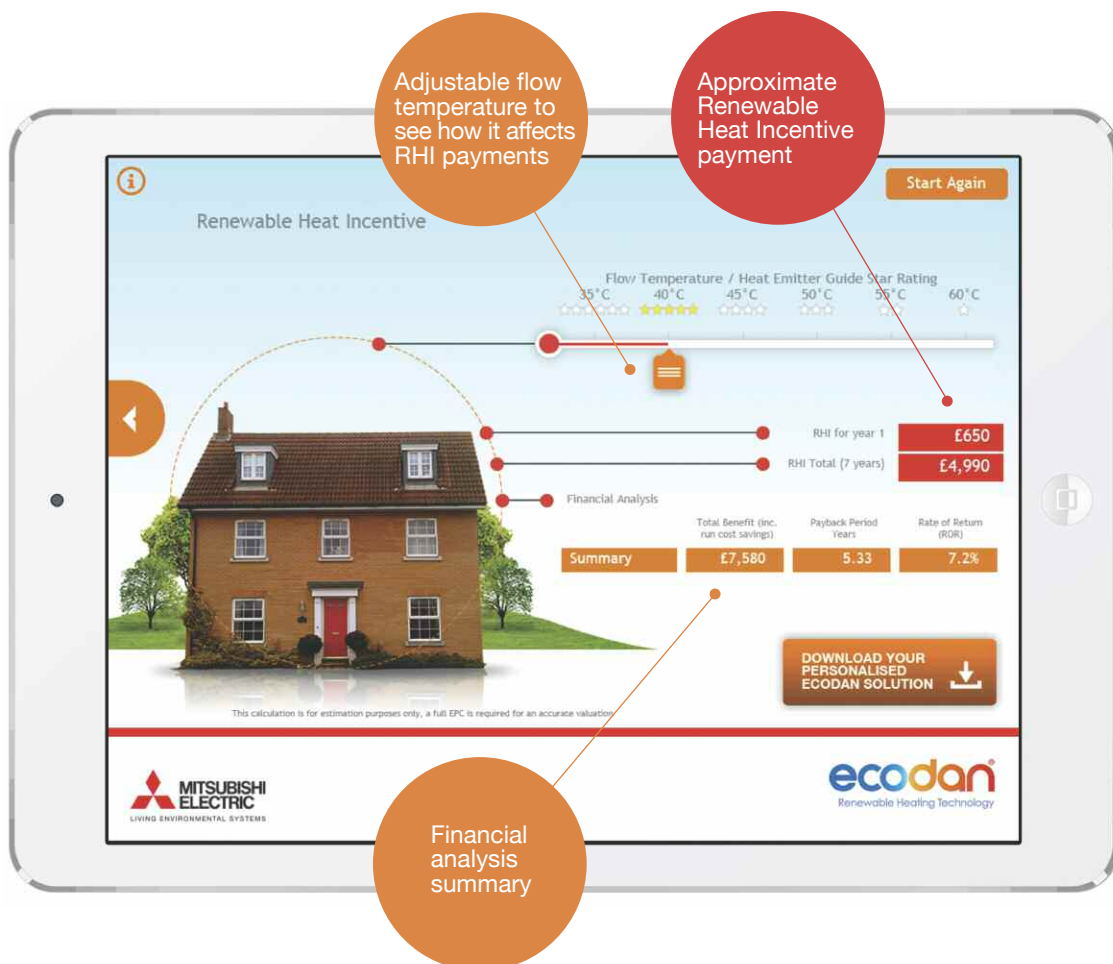 Adjustable flow
temperature to
see how it affects
RHI payments
Approximate
Renewable
Heat Incentive
payment
i
Start Again
Renewable Heat Incentive
Flow Temperature / Heat Emitter Guide Star Rating
35°C 40°C 45°C 50°C 55°C 60°C
RHI for year 1 £650
RHI Total (7 years) £4,990
Financial Analysis
Total Benefit (inc.
run cost savings)
Payback Period
Years
Rate of Return
(ROR)
Summary £7,580 5.33 7.2%
DOWNLOAD YOUR
PERSONALISED
ECODAN SOLUTION
This calculation is for estimation purposes only, a full EPC is required for an accurate valuation
MITSUBISHI
ELECTRIC
LIVING ENVIRONMENTAL SYSTEMS
ecodan®
Renewable Heating Technology
Financial
analysis
summary